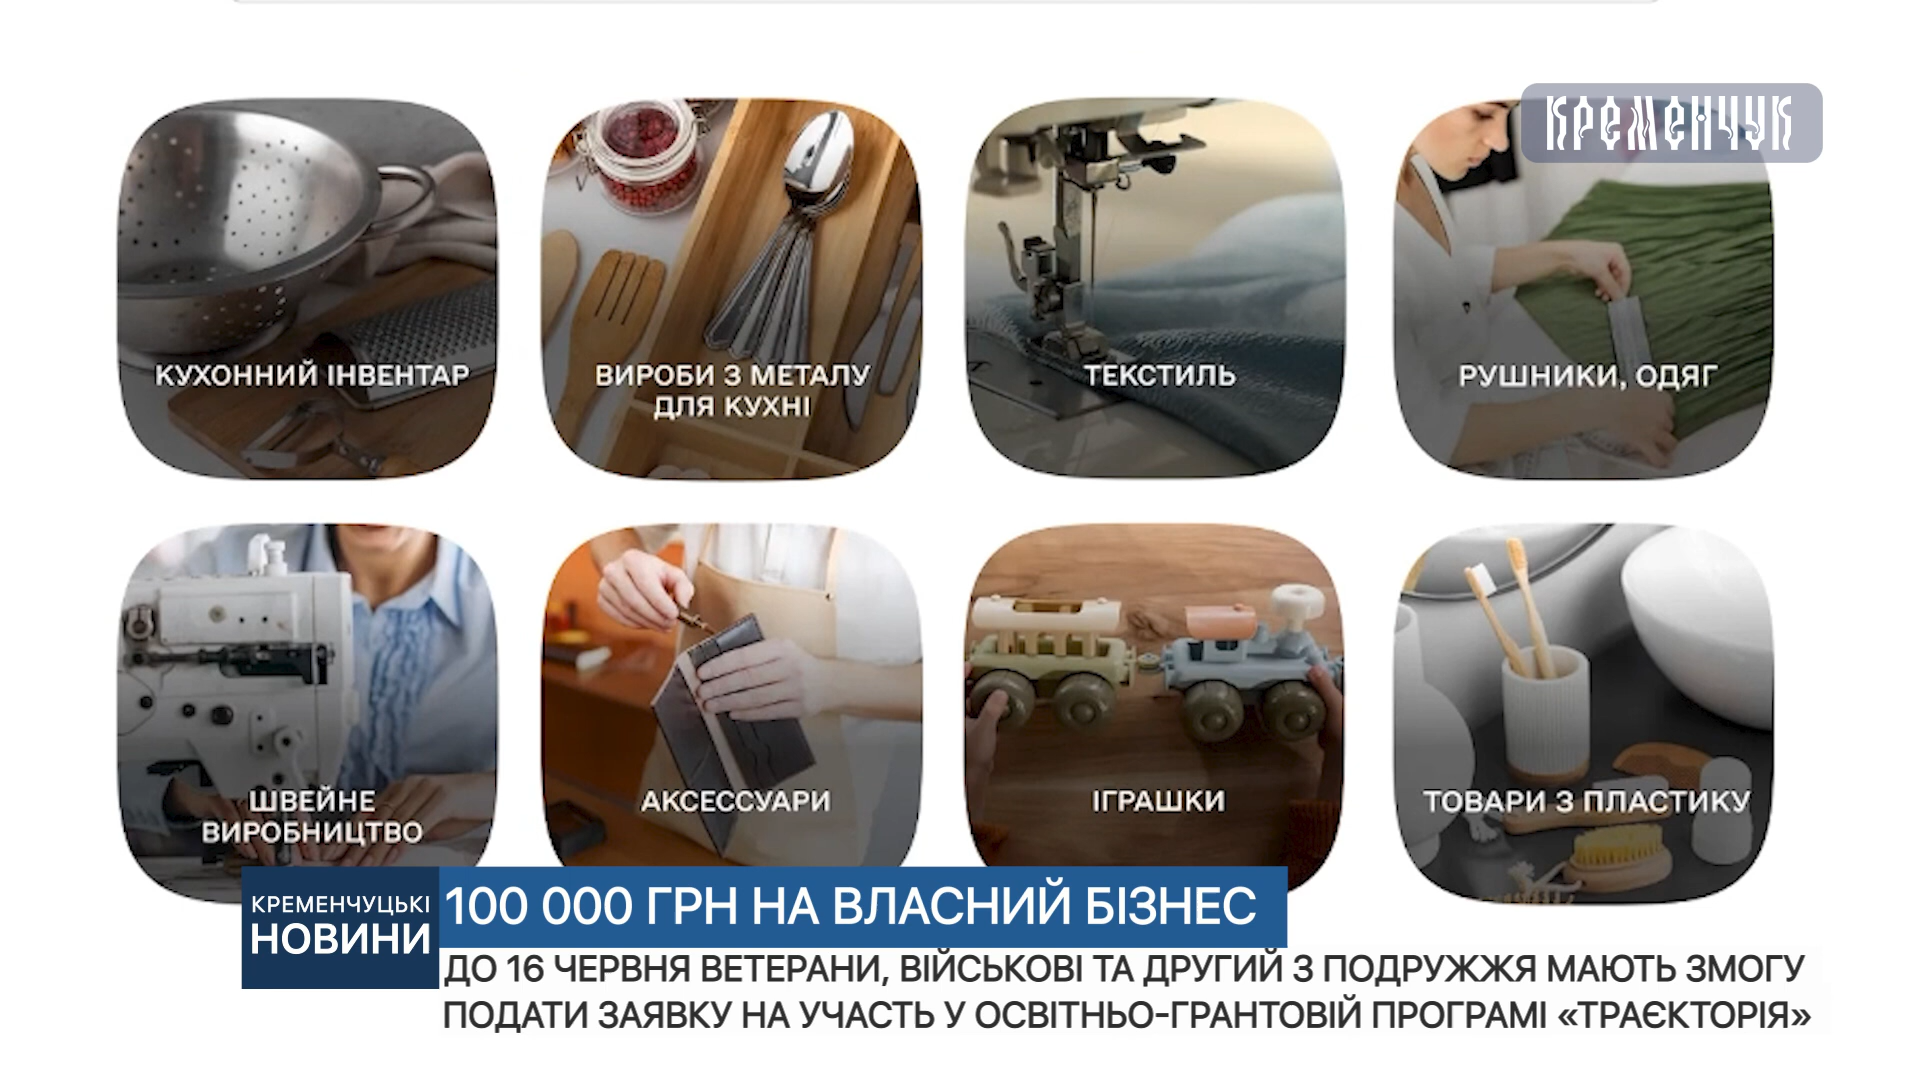 КРЕМЕНЧУК
КУХОННИЙ ІНВЕНТАР
ВИРОБИ З МЕТАЛУ
ДЛЯ КУХНІ
ТЕКСТИЛЬ
РУШНИКИ, ОДЯГ
ШВЕЙНЕ
ВИРОБНИЦТВО
АКСЕССУАРИ
ІГРАШКИ
ТОВАРИ З ПЛАСТИКУ
КРЕМЕНЧУЦЬКІ
НОВИНИ
100 000 ГРН НА ВЛАСНИЙ БІЗНЕС
ДО 16 ЧЕРВНЯ ВЕТЕРАНИ, ВІЙСЬКОВІ ТА ДРУГИЙ З ПОДРУЖЖЯ МАЮТЬ ЗМОГУ
ПОДАТИ ЗАЯВКУ НА УЧАСТЬ У ОСВІТНЬО-ГРАНТОВІЙ ПРОГРАМІ «ТРАЄКТОРІЯ»